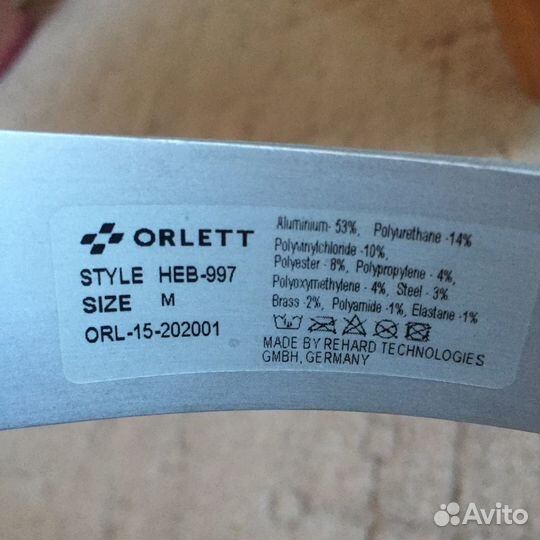 ORLETT
STYLE HEB-997
SIZE M
ORL-15-202001
Aluminium- 53%, Polyurethane -14%
Polyvinylchloride -10%,
Polyester - 8%, Polypropylene - 4%,
Polyoxymethylene - 4%, Steel - 3%
Brass -2%, Polyamide -1%, Elastane -1%
MADE BY REHARD TECHNOLOGIES
GMBH, GERMANY
Avito